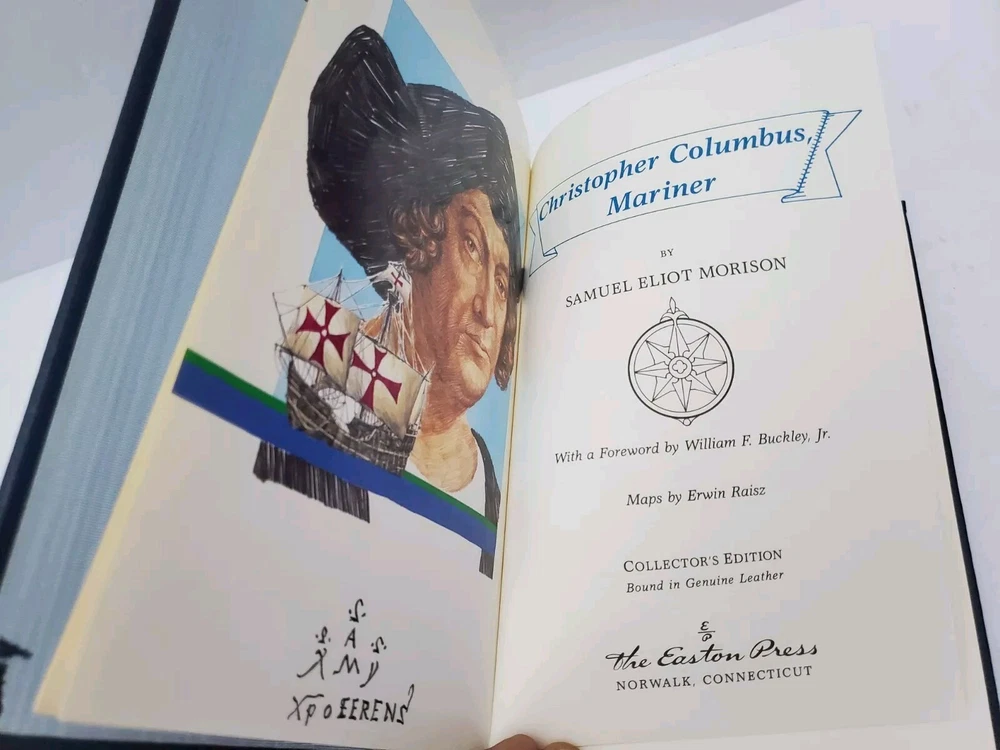 .S.
.S. A .S.
X M Y
Xρ̄o FERENS
Christopher Columbus,
Mariner
BY
SAMUEL ELIOT MORISON
With a Foreword by William F. Buckley, Jr.
Maps by Erwin Raisz
COLLECTOR'S EDITION
Bound in Genuine Leather
E
P
the Easton Press
NORWALK, CONNECTICUT